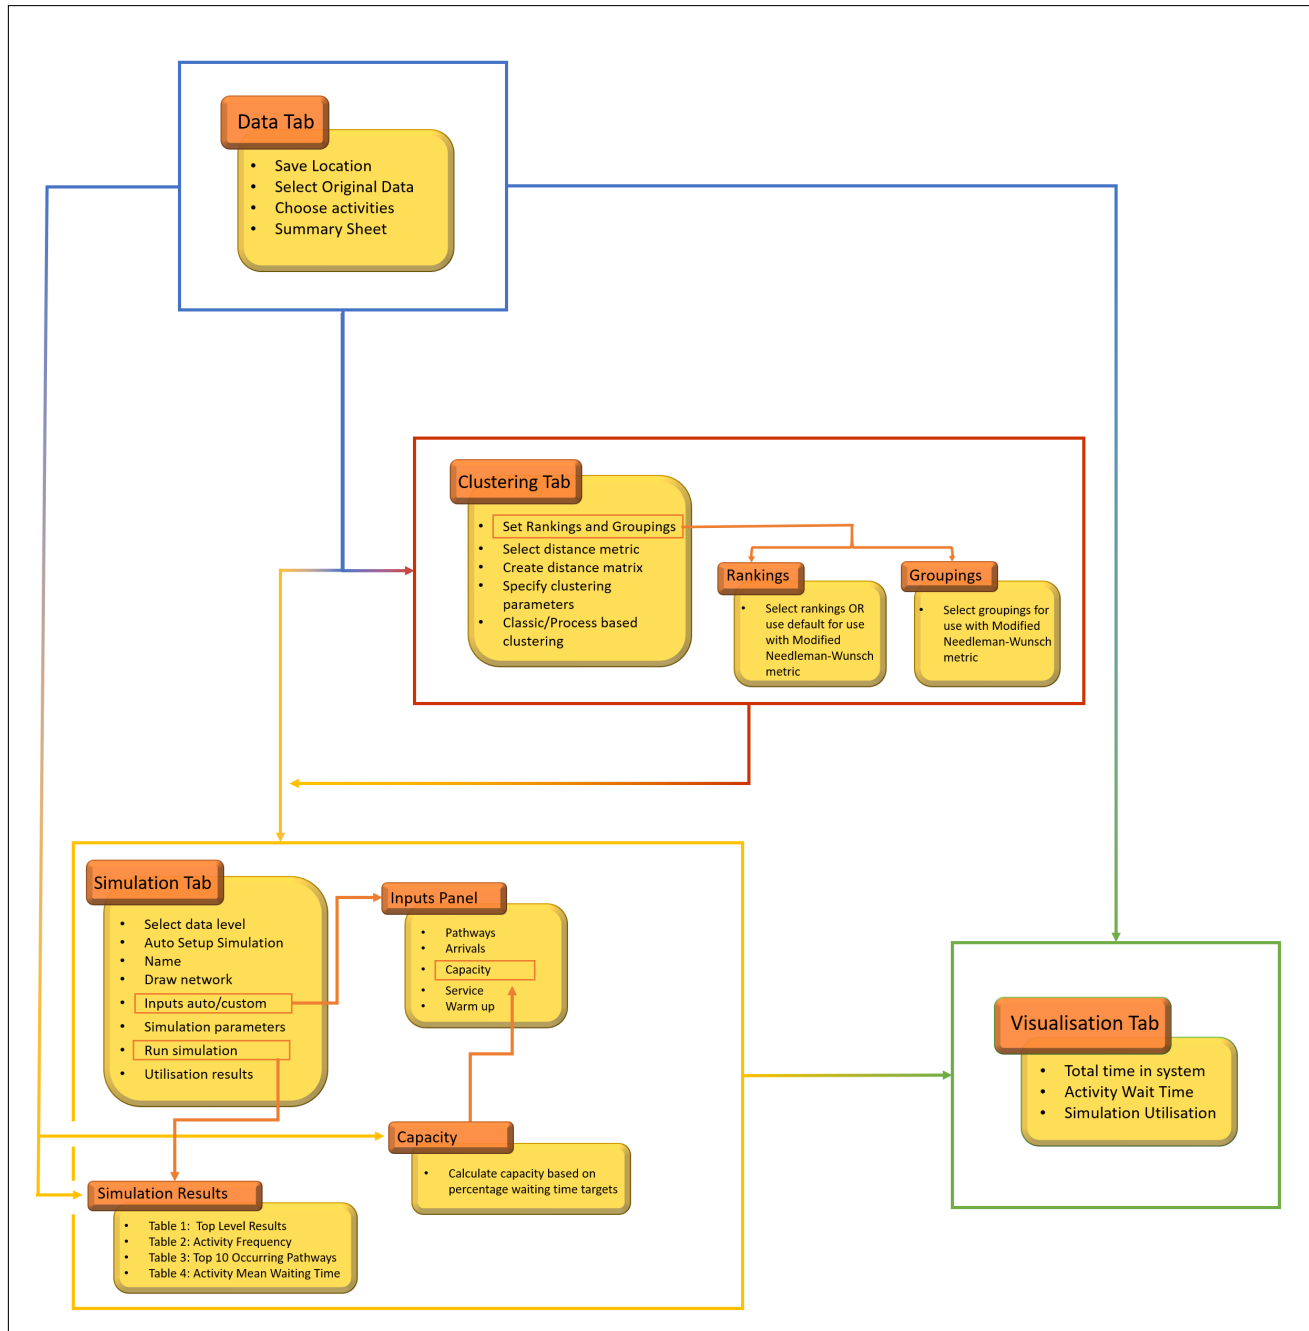 Data Tab
• Save Location
• Select Original Data
• Choose activities
• Summary Sheet
Clustering Tab
• Set Rankings and Groupings
• Select distance metric
• Create distance matrix
• Specify clustering
parameters
• Classic/Process based
clustering
Rankings
• Select rankings OR
use default for use
with Modified
Needleman-Wunsch
metric
Groupings
• Select groupings for
use with Modified
Needleman-Wunsch
metric
Simulation Tab
• Select data level
• Auto Setup Simulation
• Name
• Draw network
• Inputs auto/custom
• Simulation parameters
• Run simulation
• Utilisation results
Inputs Panel
• Pathways
• Arrivals
• Capacity
• Service
• Warm up
Capacity
• Calculate capacity based on
percentage waiting time targets
Simulation Results
• Table 1: Top Level Results
• Table 2: Activity Frequency
• Table 3: Top 10 Occurring Pathways
• Table 4: Activity Mean Waiting Time
Visualisation Tab
• Total time in system
• Activity Wait Time
• Simulation Utilisation